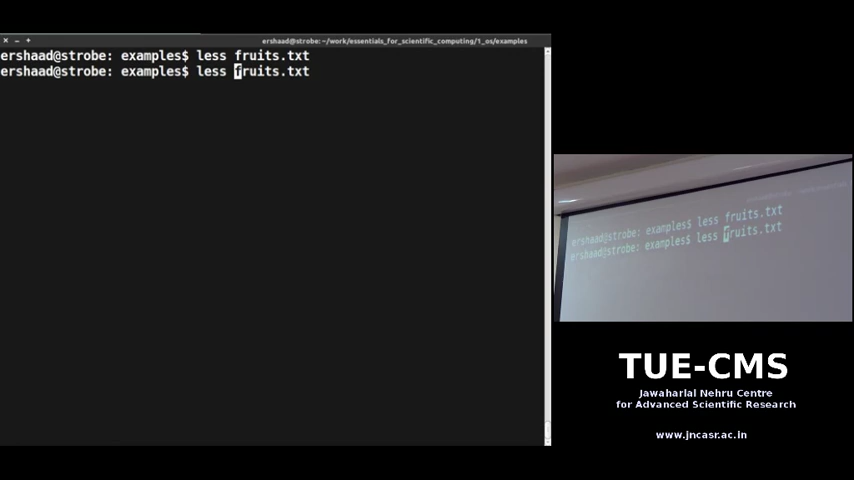 ershaad@strobe: ~/work/essentials_for_scientific_computing/1_os/examples
ershaad@strobe: examples$ less fruits.txt
ershaad@strobe: examples$ less fruits.txt
ershaad@strobe: examples$ less fruits.txt
ershaad@strobe: examples$ less fruits.txt
TUE-CMS
Jawaharlal Nehru Centre
for Advanced Scientific Research
www.jncasr.ac.in